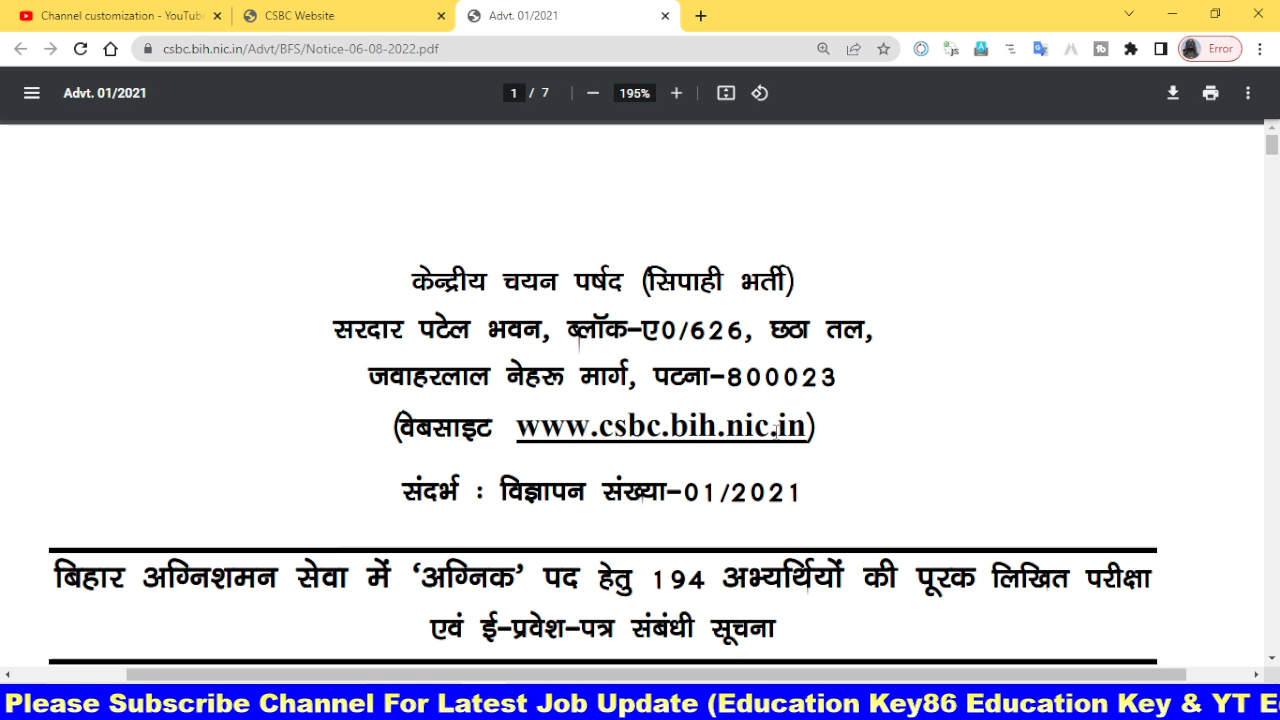 Channel customization - YouTub
CSBC Website
Advt. 01/2021
csbc.bih.nic.in/Advt/BFS/Notice-06-08-2022.pdf
Error
Advt. 01/2021
1 / 7
195%
केन्द्रीय चयन पर्षद (सिपाही भर्ती)
सरदार पटेल भवन, ब्लॉक-ए0/626, छठा तल,
जवाहरलाल नेहरू मार्ग, पटना-800023
(वेबसाइट www.csbc.bih.nic.in)
संदर्भ : विज्ञापन संख्या-01/2021
बिहार अग्निशमन सेवा में ‘अग्निक’ पद हेतु 194 अभ्यर्थियों की पूरक लिखित परीक्षा
एवं ई-प्रवेश-पत्र संबंधी सूचना
Please Subscribe Channel For Latest Job Update (Education Key86 Education Key & YT E